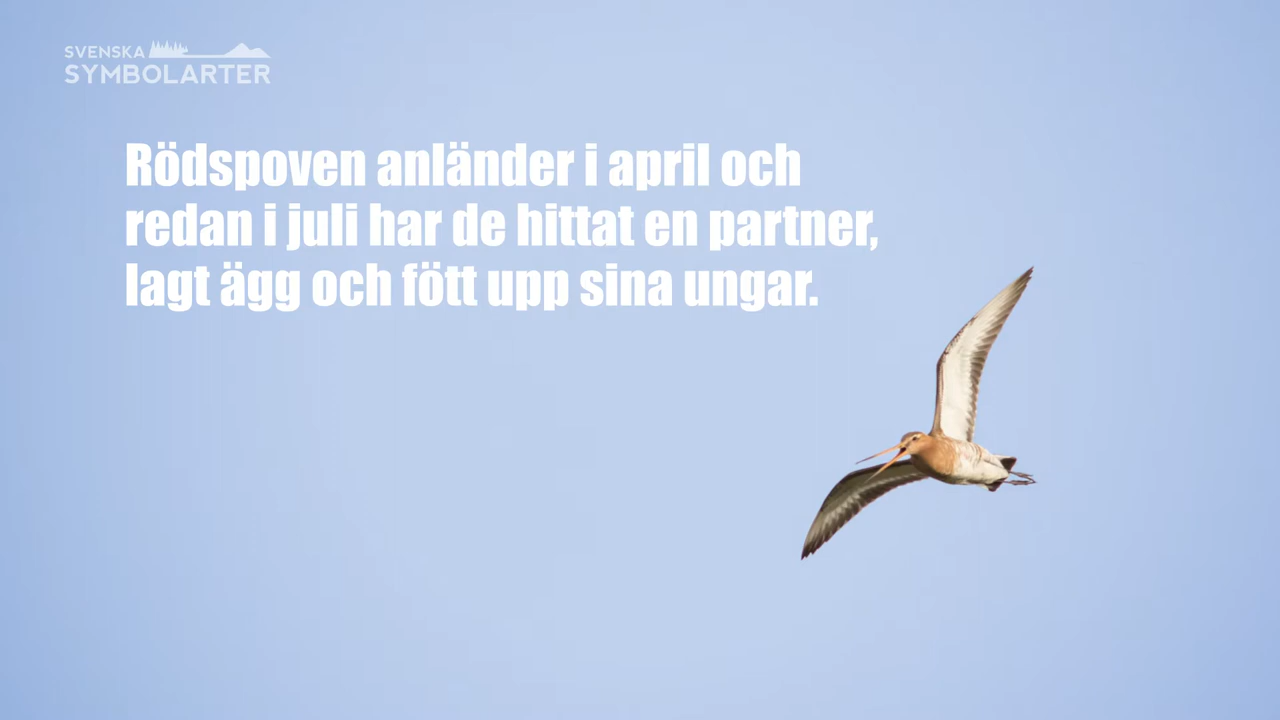 SVENSKA
SYMBOLARTER
Rödspoven anländer i april och
redan i juli har de hittat en partner,
lagt ägg och fött upp sina ungar.